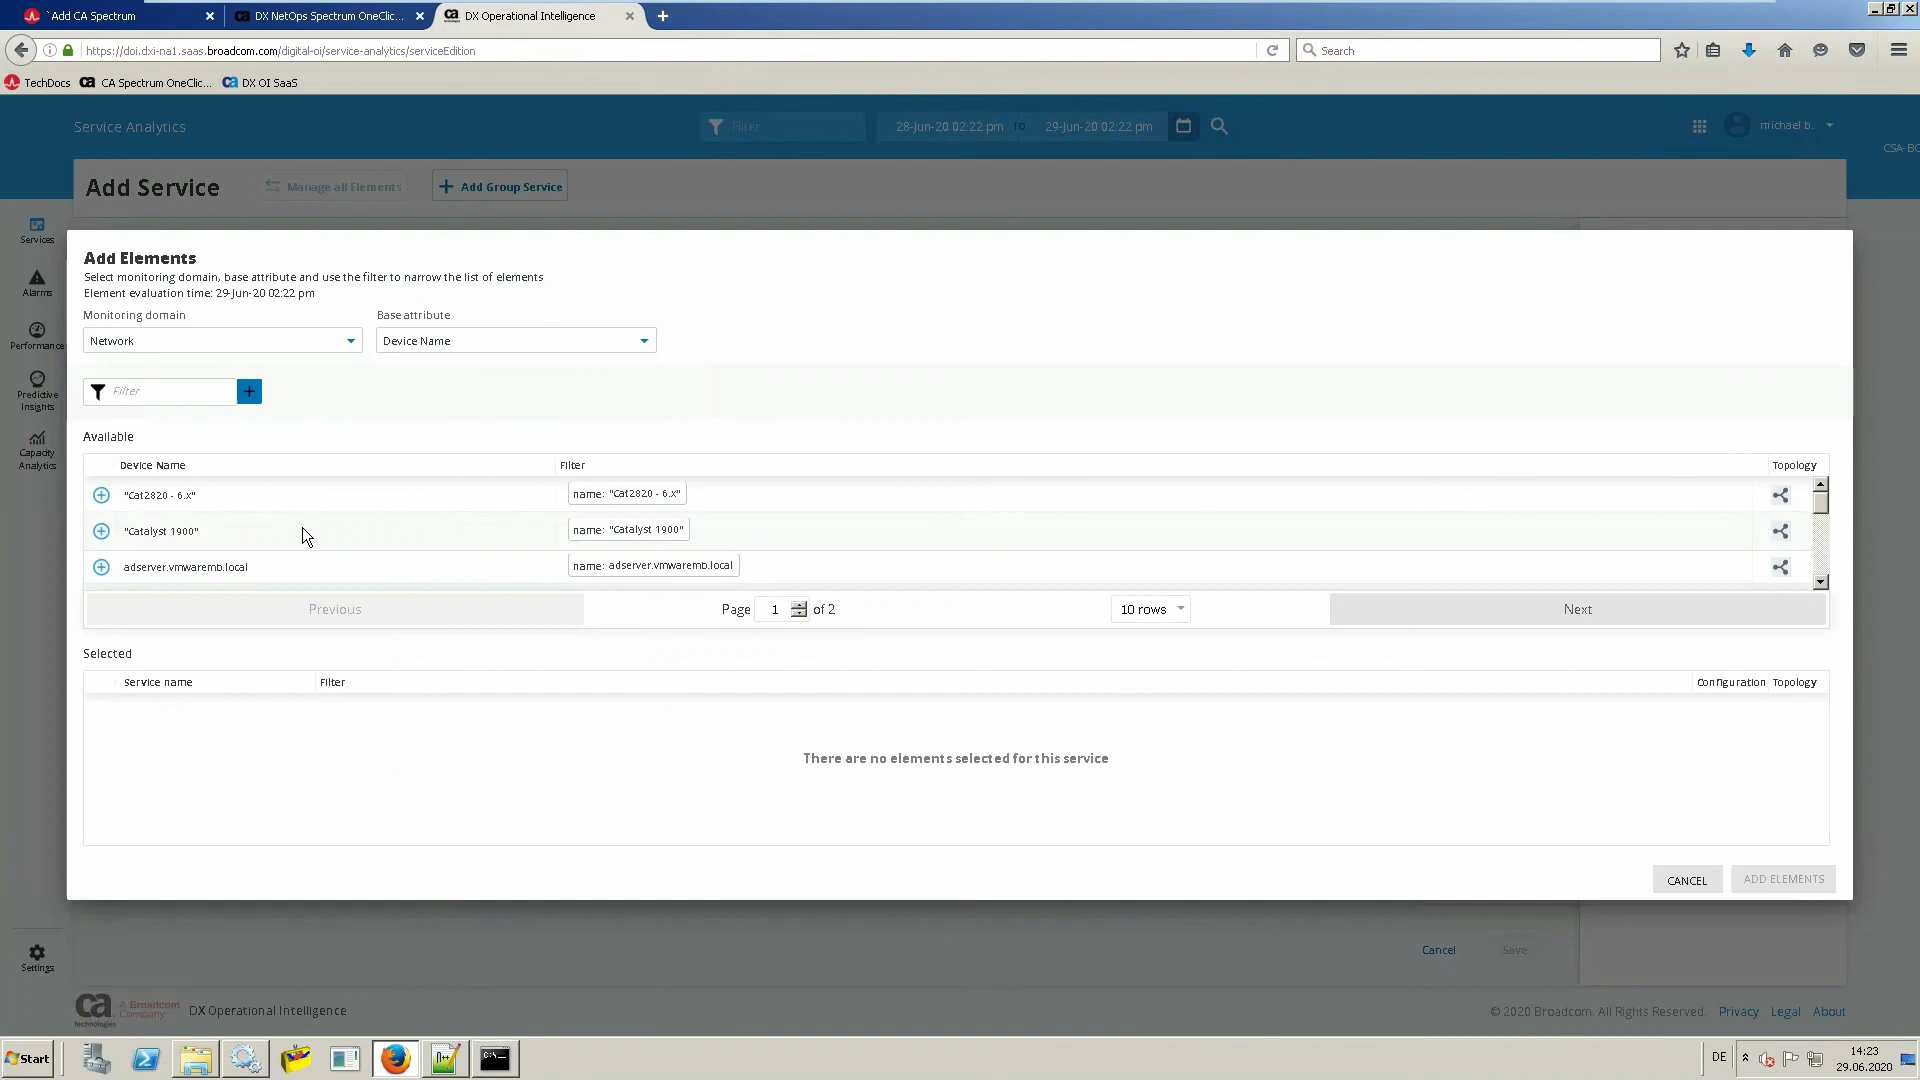 `Add CA Spectrum
DX NetOps Spectrum OneClic...
DX Operational Intelligence
https://doi.dxi-na1.saas.broadcom.com/digital-oi/service-analytics/serviceEdition
Search
TechDocs
CA Spectrum OneClic...
DX OI SaaS
Service Analytics
Filter
28-Jun-20 02:22 pm
TO
29-Jun-20 02:22 pm
michael b.
CSA-BC
Add Service
Manage all Elements
Add Group Service
Services
Alarms
Performance
Predictive
Insights
Capacity
Analytics
Settings
Add Elements
Select monitoring domain, base attribute and use the filter to narrow the list of elements
Element evaluation time: 29-Jun-20 02:22 pm
Monitoring domain
Base attribute
Network
Device Name
Filter
Available
Device Name
Filter
Topology
"Cat2820 - 6.x"
name: "Cat2820 - 6.x"
"Catalyst 1900"
name: "Catalyst 1900"
adserver.vmwaremb.local
name: adserver.vmwaremb.local
Previous
Page 1 of 2
10 rows
Next
Selected
Service name
Filter
Configuration
Topology
There are no elements selected for this service
CANCEL
ADD ELEMENTS
Cancel
Save
ca
technologies
A Broadcom
Company
DX Operational Intelligence
© 2020 Broadcom. All Rights Reserved.
Privacy
Legal
About
Start
DE
14:23
29.06.2020